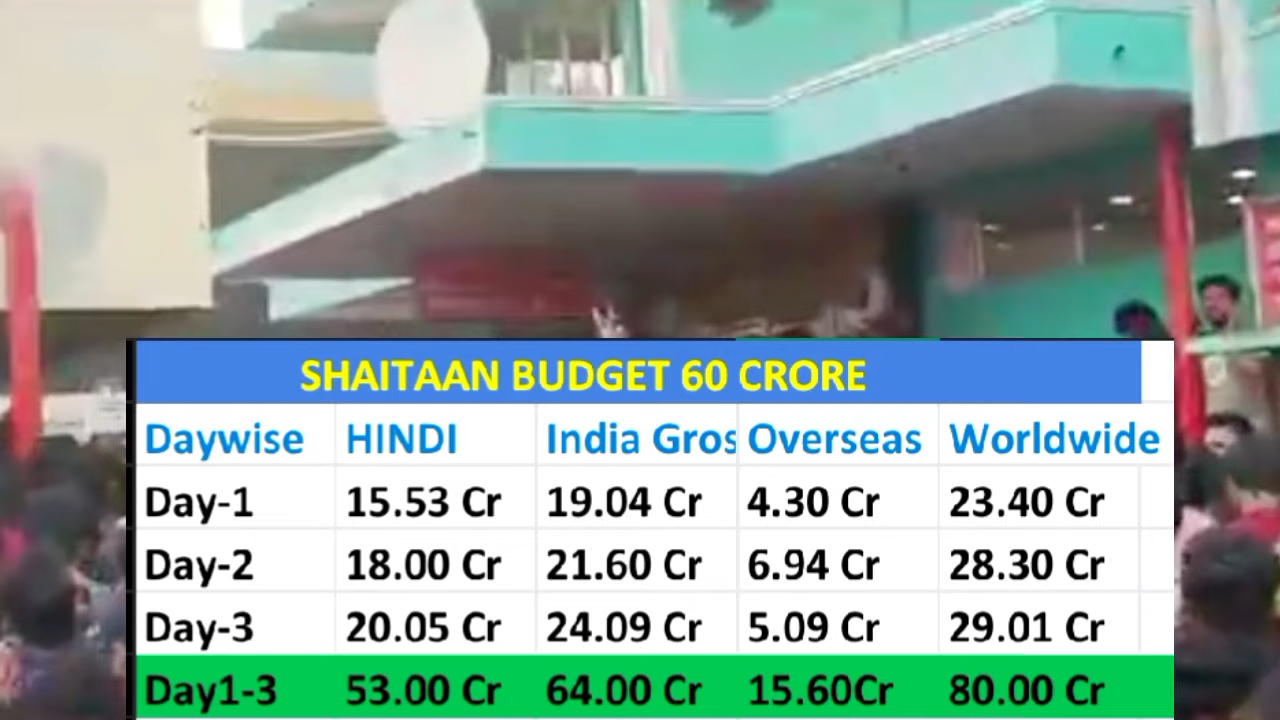 SHAITAAN BUDGET 60 CRORE
Daywise HINDI India Gros Overseas Worldwide
Day-1 15.53 Cr 19.04 Cr 4.30 Cr 23.40 Cr
Day-2 18.00 Cr 21.60 Cr 6.94 Cr 28.30 Cr
Day-3 20.05 Cr 24.09 Cr 5.09 Cr 29.01 Cr
Day1-3 53.00 Cr 64.00 Cr 15.60Cr 80.00 Cr